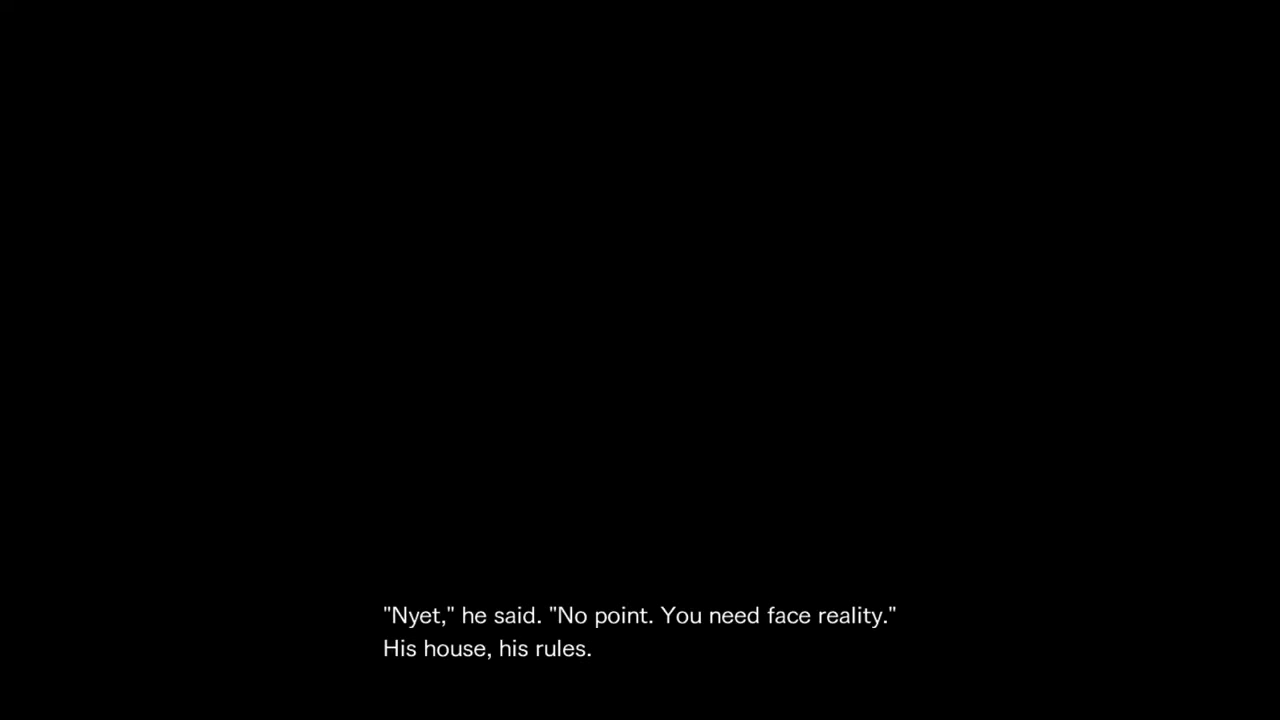 "Nyet," he said. "No point. You need face reality."
His house, his rules.